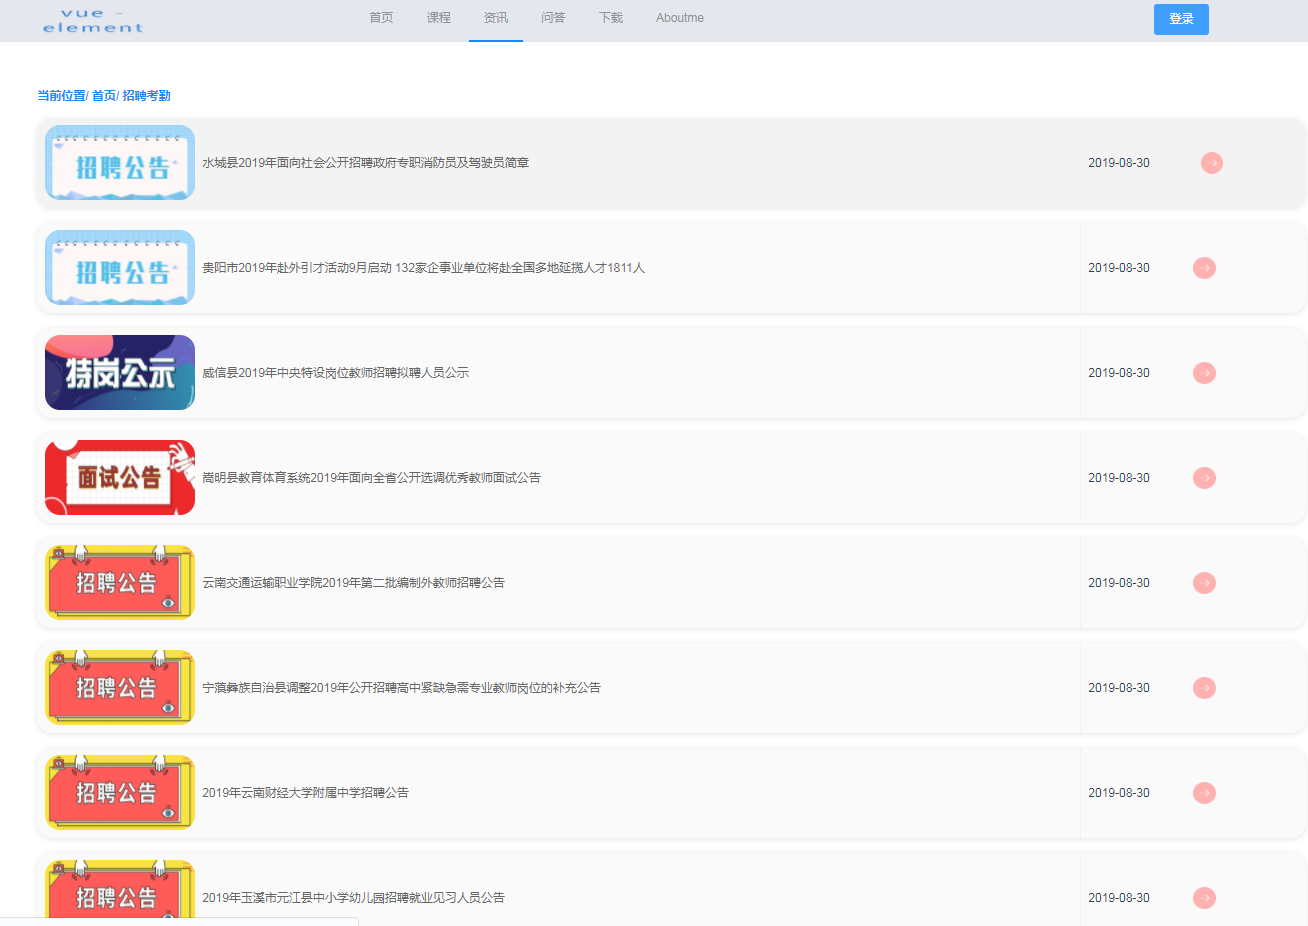 vue -
element
首页 课程 资讯 问答 下载 Aboutme 登录
当前位置/ 首页/ 招聘考勤
招聘公告 水城县2019年面向社会公开招聘政府专职消防员及驾驶员简章 2019-08-30
招聘公告 贵阳市2019年赴外引才活动9月启动 132家企事业单位将赴全国多地延揽人才1811人 2019-08-30
特岗公示 威信县2019年中央特设岗位教师招聘拟聘人员公示 2019-08-30
面试公告 嵩明县教育体育系统2019年面向全省公开选调优秀教师面试公告 2019-08-30
招聘公告 云南交通运输职业学院2019年第二批编制外教师招聘公告 2019-08-30
招聘公告 宁蒗彝族自治县调整2019年公开招聘高中紧缺急需专业教师岗位的补充公告 2019-08-30
招聘公告 2019年云南财经大学附属中学招聘公告 2019-08-30
招聘公告 2019年玉溪市元江县中小学幼儿园招聘就业见习人员公告 2019-08-30